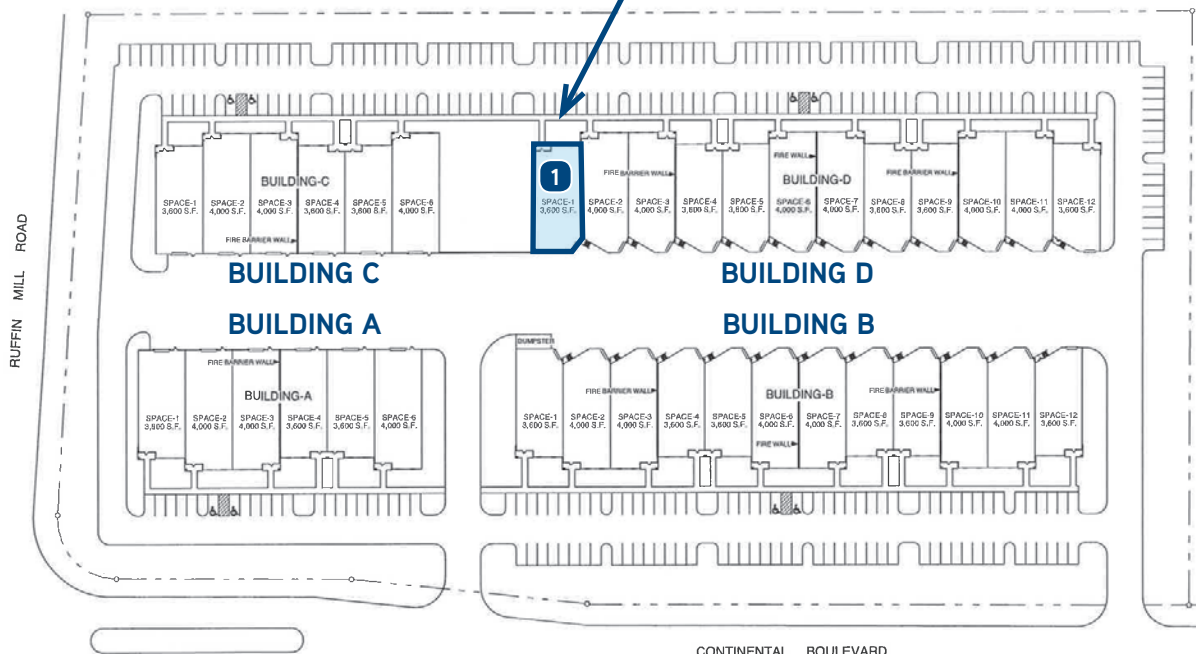 RUFFIN MILL ROAD
BUILDING-C
SPACE-1
3,600 S.F.
SPACE-2
4,000 S.F.
SPACE-3
4,000 S.F.
SPACE-4
3,600 S.F.
SPACE-5
3,600 S.F.
SPACE-6
4,000 S.F.
FIRE BARRIER WALL
1
SPACE-1
3,600 S.F.
FIRE BARRIER WALL
FIRE WALL
BUILDING-D
FIRE BARRIER WALL
SPACE-2
4,000 S.F.
SPACE-3
4,000 S.F.
SPACE-4
3,600 S.F.
SPACE-5
3,600 S.F.
SPACE-6
4,000 S.F.
SPACE-7
4,000 S.F.
SPACE-8
3,600 S.F.
SPACE-9
3,600 S.F.
SPACE-10
4,000 S.F.
SPACE-11
4,000 S.F.
SPACE-12
3,600 S.F.
BUILDING C
BUILDING D
BUILDING A
BUILDING B
FIRE BARRIER WALL
BUILDING-A
SPACE-1
3,600 S.F.
SPACE-2
4,000 S.F.
SPACE-3
4,000 S.F.
SPACE-4
3,600 S.F.
SPACE-5
3,600 S.F.
SPACE-6
4,000 S.F.
DUMPSTER
FIRE BARRIER WALL
FIRE BARRIER WALL
BUILDING-B
SPACE-1
3,600 S.F.
SPACE-2
4,000 S.F.
SPACE-3
4,000 S.F.
SPACE-4
3,600 S.F.
SPACE-5
3,600 S.F.
SPACE-6
4,000 S.F.
SPACE-7
4,000 S.F.
SPACE-8
3,600 S.F.
SPACE-9
3,600 S.F.
SPACE-10
4,000 S.F.
SPACE-11
4,000 S.F.
SPACE-12
3,600 S.F.
FIRE WALL
CONTINENTAL BOULEVARD